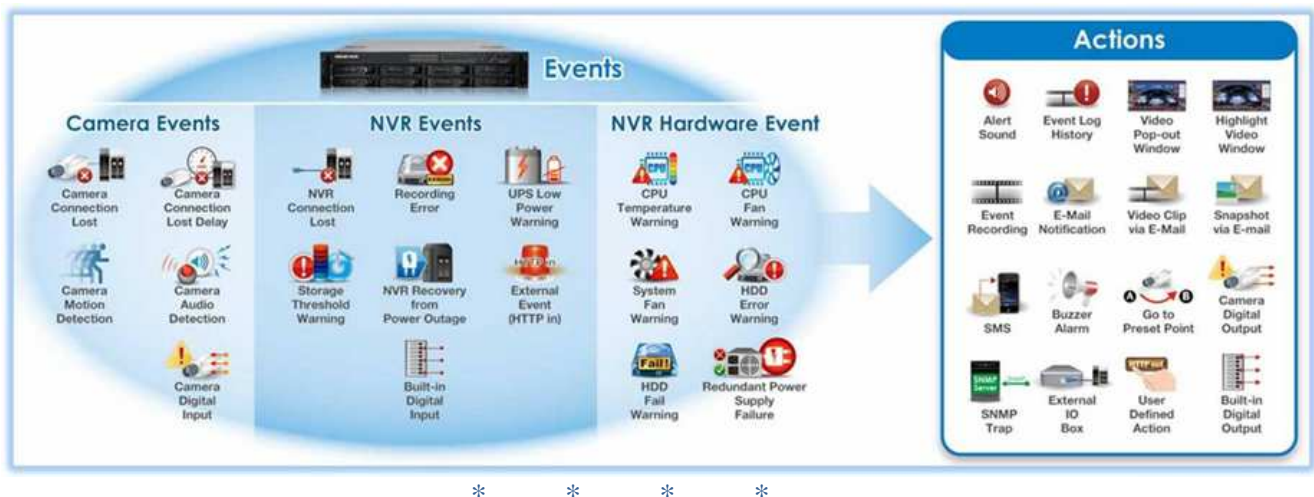 Events
Actions
Camera Events
NVR Events
NVR Hardware Event
Camera
Connection
Lost
Camera
Connection
Lost Delay
NVR
Connection
Lost
Recording
Error
UPS Low
Power
Warning
CPU
CPU
Temperature
Warning
CPU
CPU
Fan
Warning
Camera
Motion
Detection
Camera
Audio
Detection
Storage
Threshold
Warning
NVR Recovery
from
Power Outage
HTTP in
External
Event
(HTTP in)
System
Fan
Warning
HDD
Error
Warning
Camera
Digital
Input
Built-in
Digital
Input
Fail!
HDD
Fail
Warning
Redundant Power
Supply
Failure
Alert
Sound
Event Log
History
Video
Pop-out
Window
Highlight
Video
Window
Event
Recording
E-Mail
Notification
Video Clip
via E-Mail
Snapshot
via E-mail
SMS
Buzzer
Alarm
A B
Go to
Preset Point
Camera
Digital
Output
SNMP
Server
SNMP
Trap
External
IO
Box
User
Defined
Action
Built-in
Digital
Output
* * * *